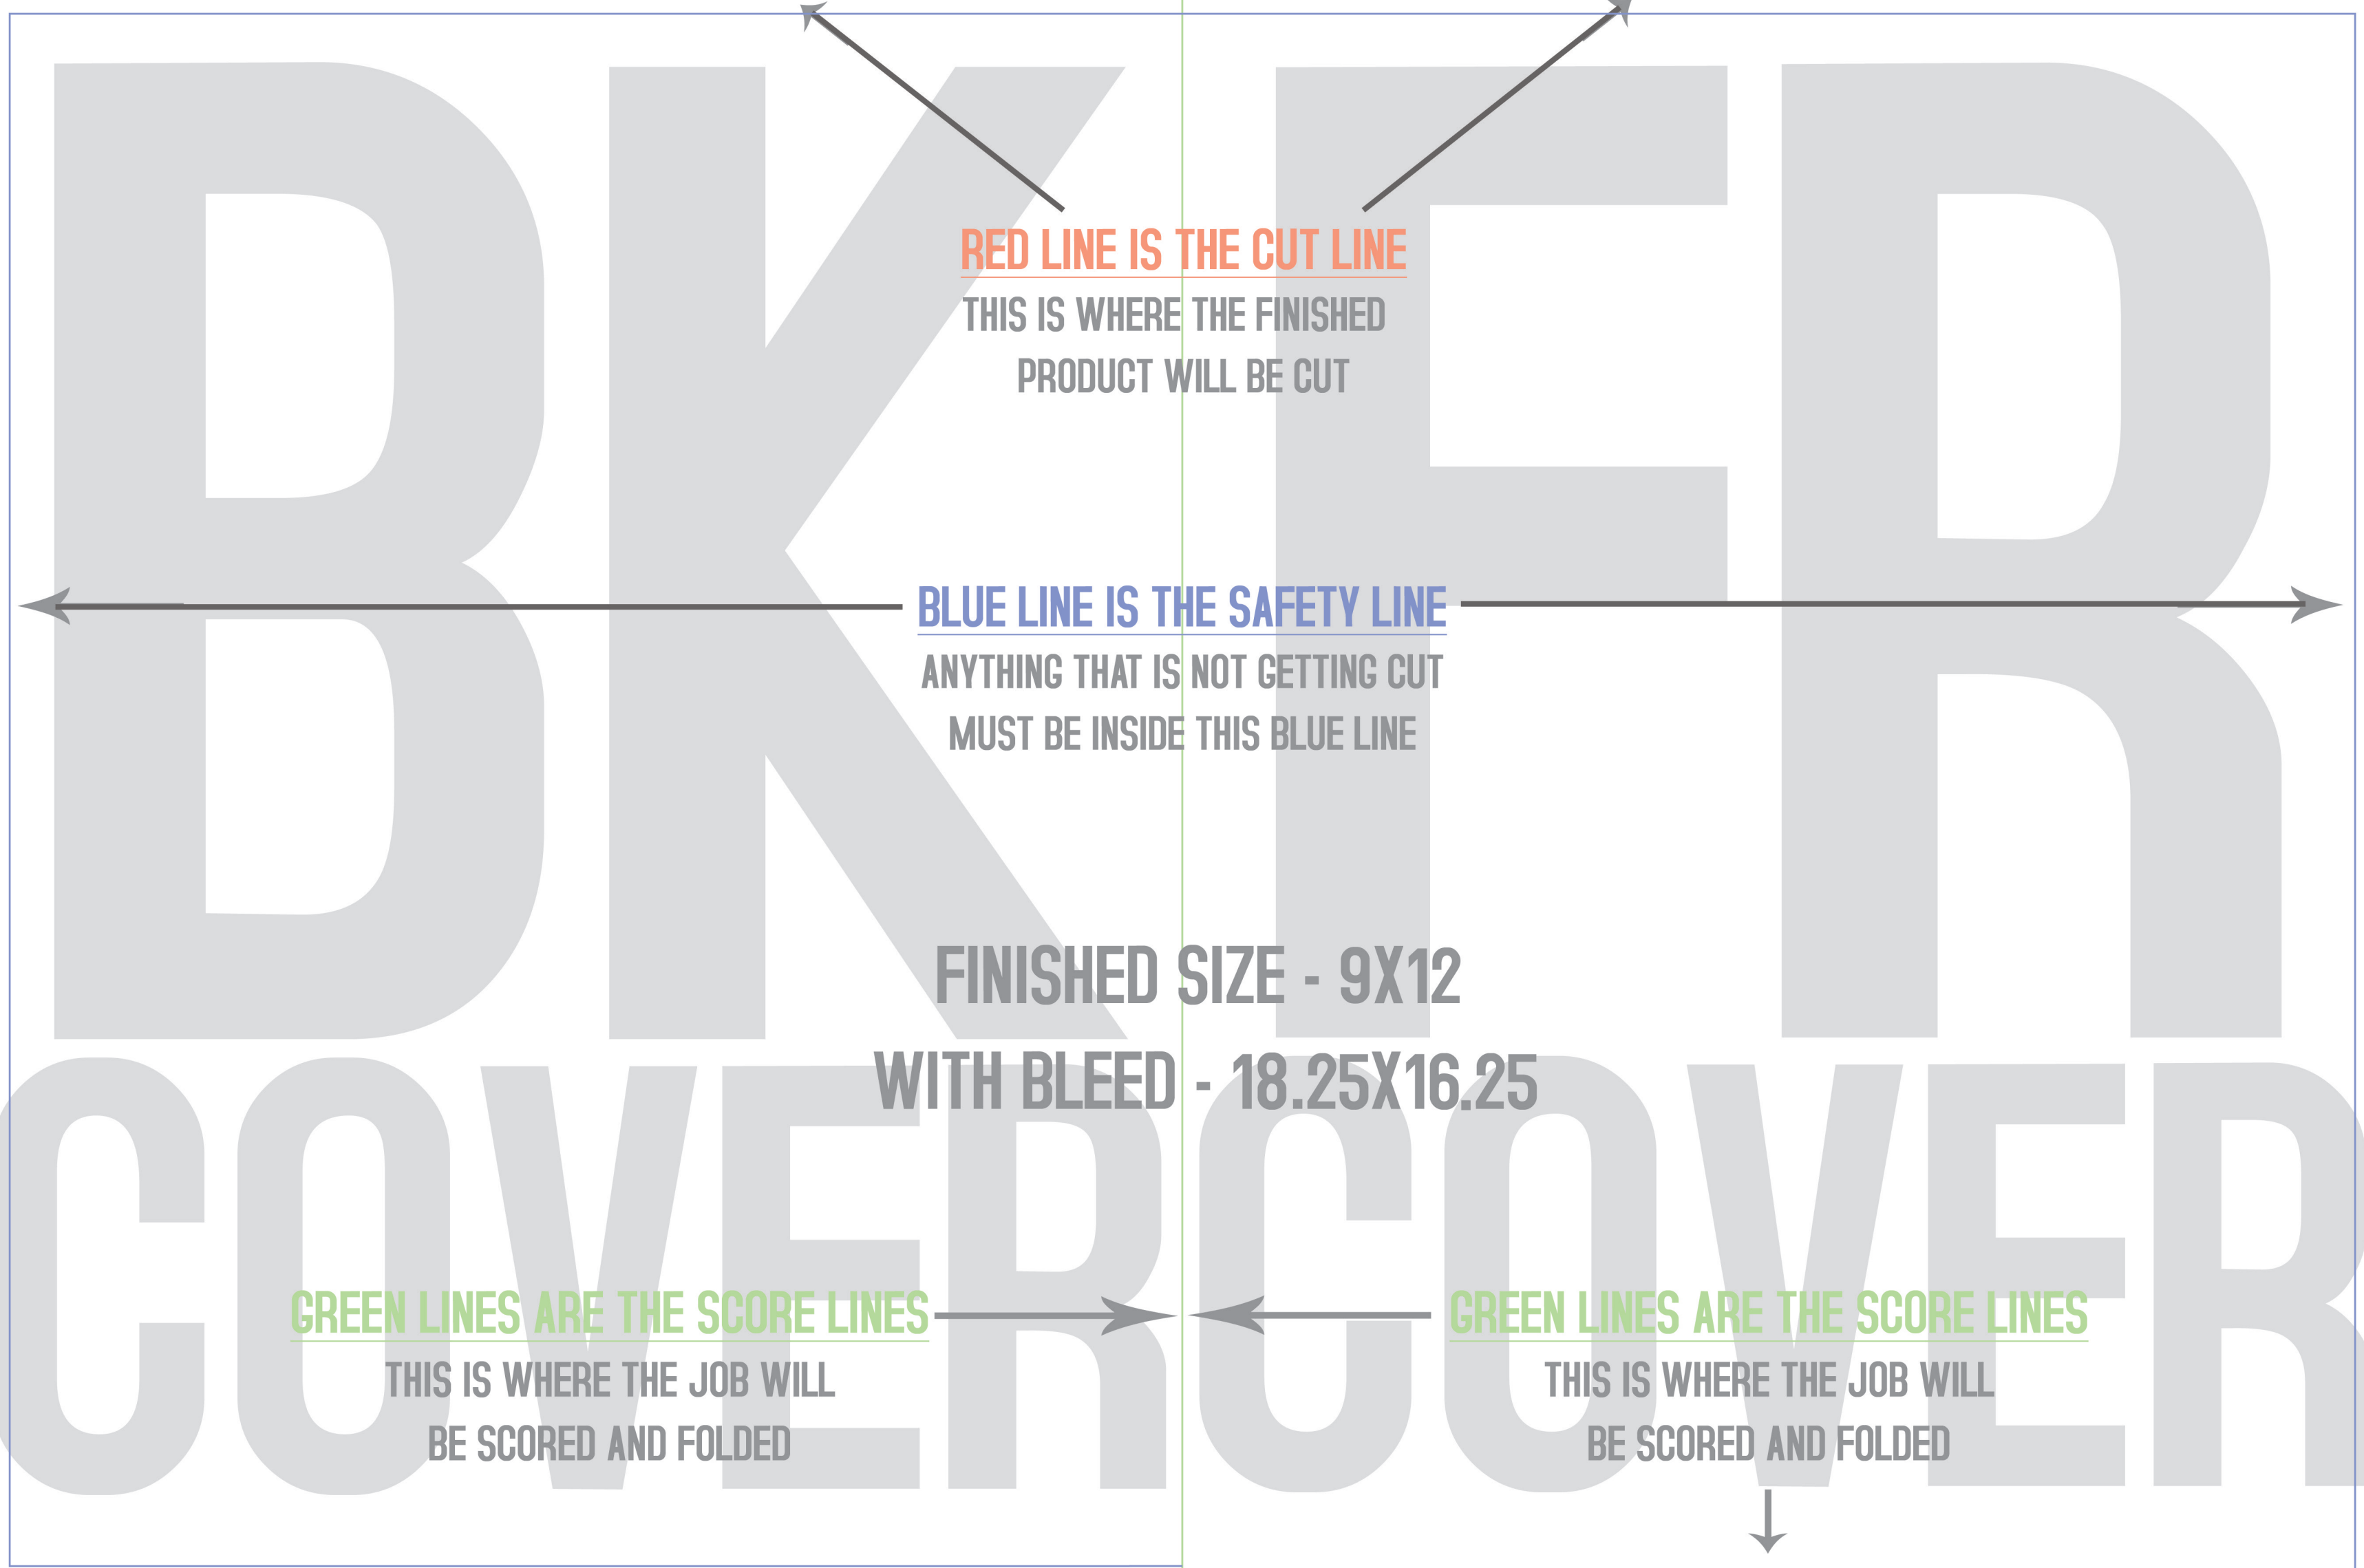 BK FR
RED LINE IS THE CUT LINE
THIS IS WHERE THE FINISHED
PRODUCT WILL BE CUT
BLUE LINE IS THE SAFETY LINE
ANYTHING THAT IS NOT GETTING CUT
MUST BE INSIDE THIS BLUE LINE
FINISHED SIZE - 9X12
WITH BLEED - 18.25X16.25
COVER COVER
GREEN LINES ARE THE SCORE LINES
THIS IS WHERE THE JOB WILL
BE SCORED AND FOLDED
GREEN LINES ARE THE SCORE LINES
THIS IS WHERE THE JOB WILL
BE SCORED AND FOLDED